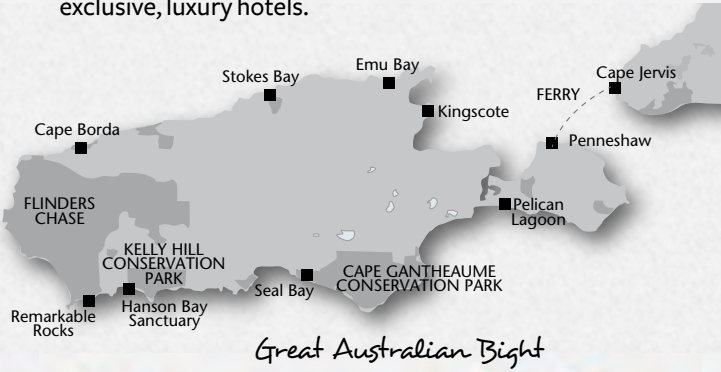 exclusive, luxury hotels.
Emu Bay
Stokes Bay
Cape Jervis
FERRY
Kingscote
Cape Borda
Penneshaw
FLINDERS
CHASE
Pelican
Lagoon
KELLY HILL
CONSERVATION
PARK
CAPE GANTHEAUME
CONSERVATION PARK
Seal Bay
Hanson Bay
Sanctuary
Remarkable
Rocks
Great Australian Bight